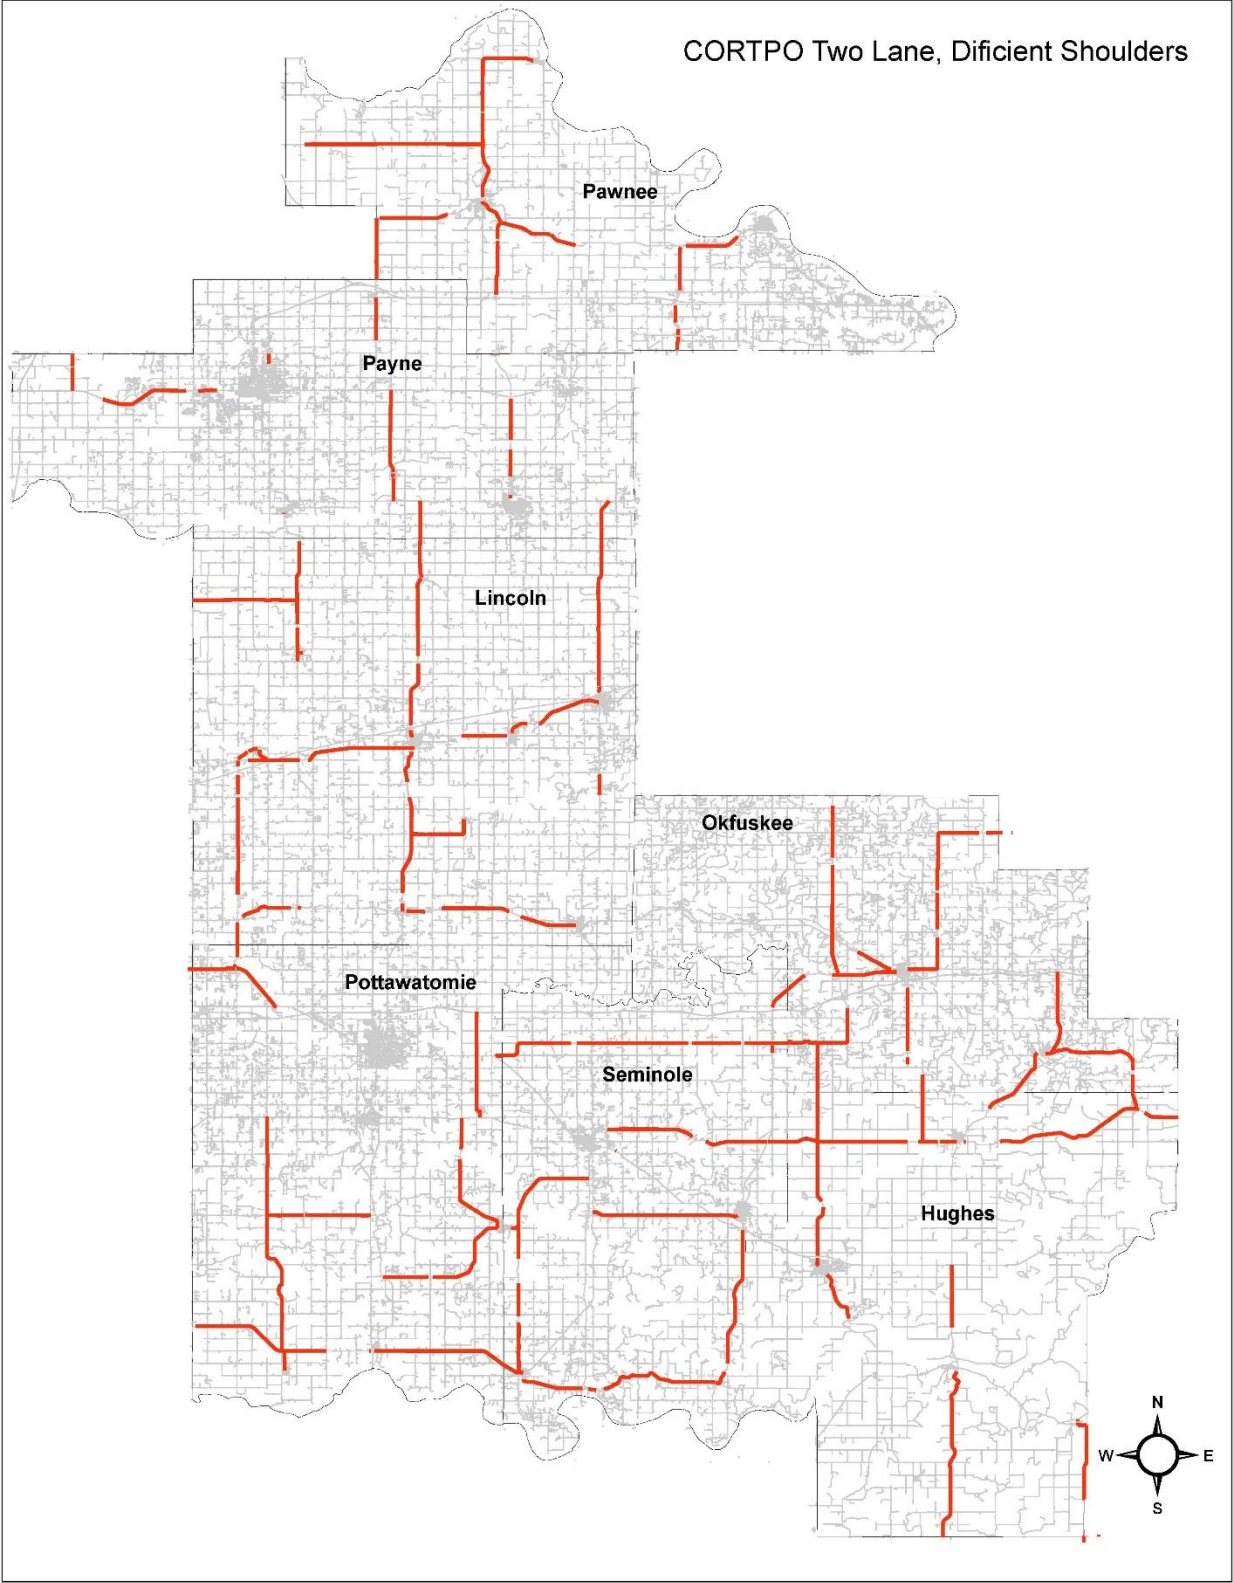 CORTPO Two Lane, Dificient Shoulders
Pawnee
Payne
Lincoln
Okfuskee
Pottawatomie
Seminole
Hughes
N
W E
S